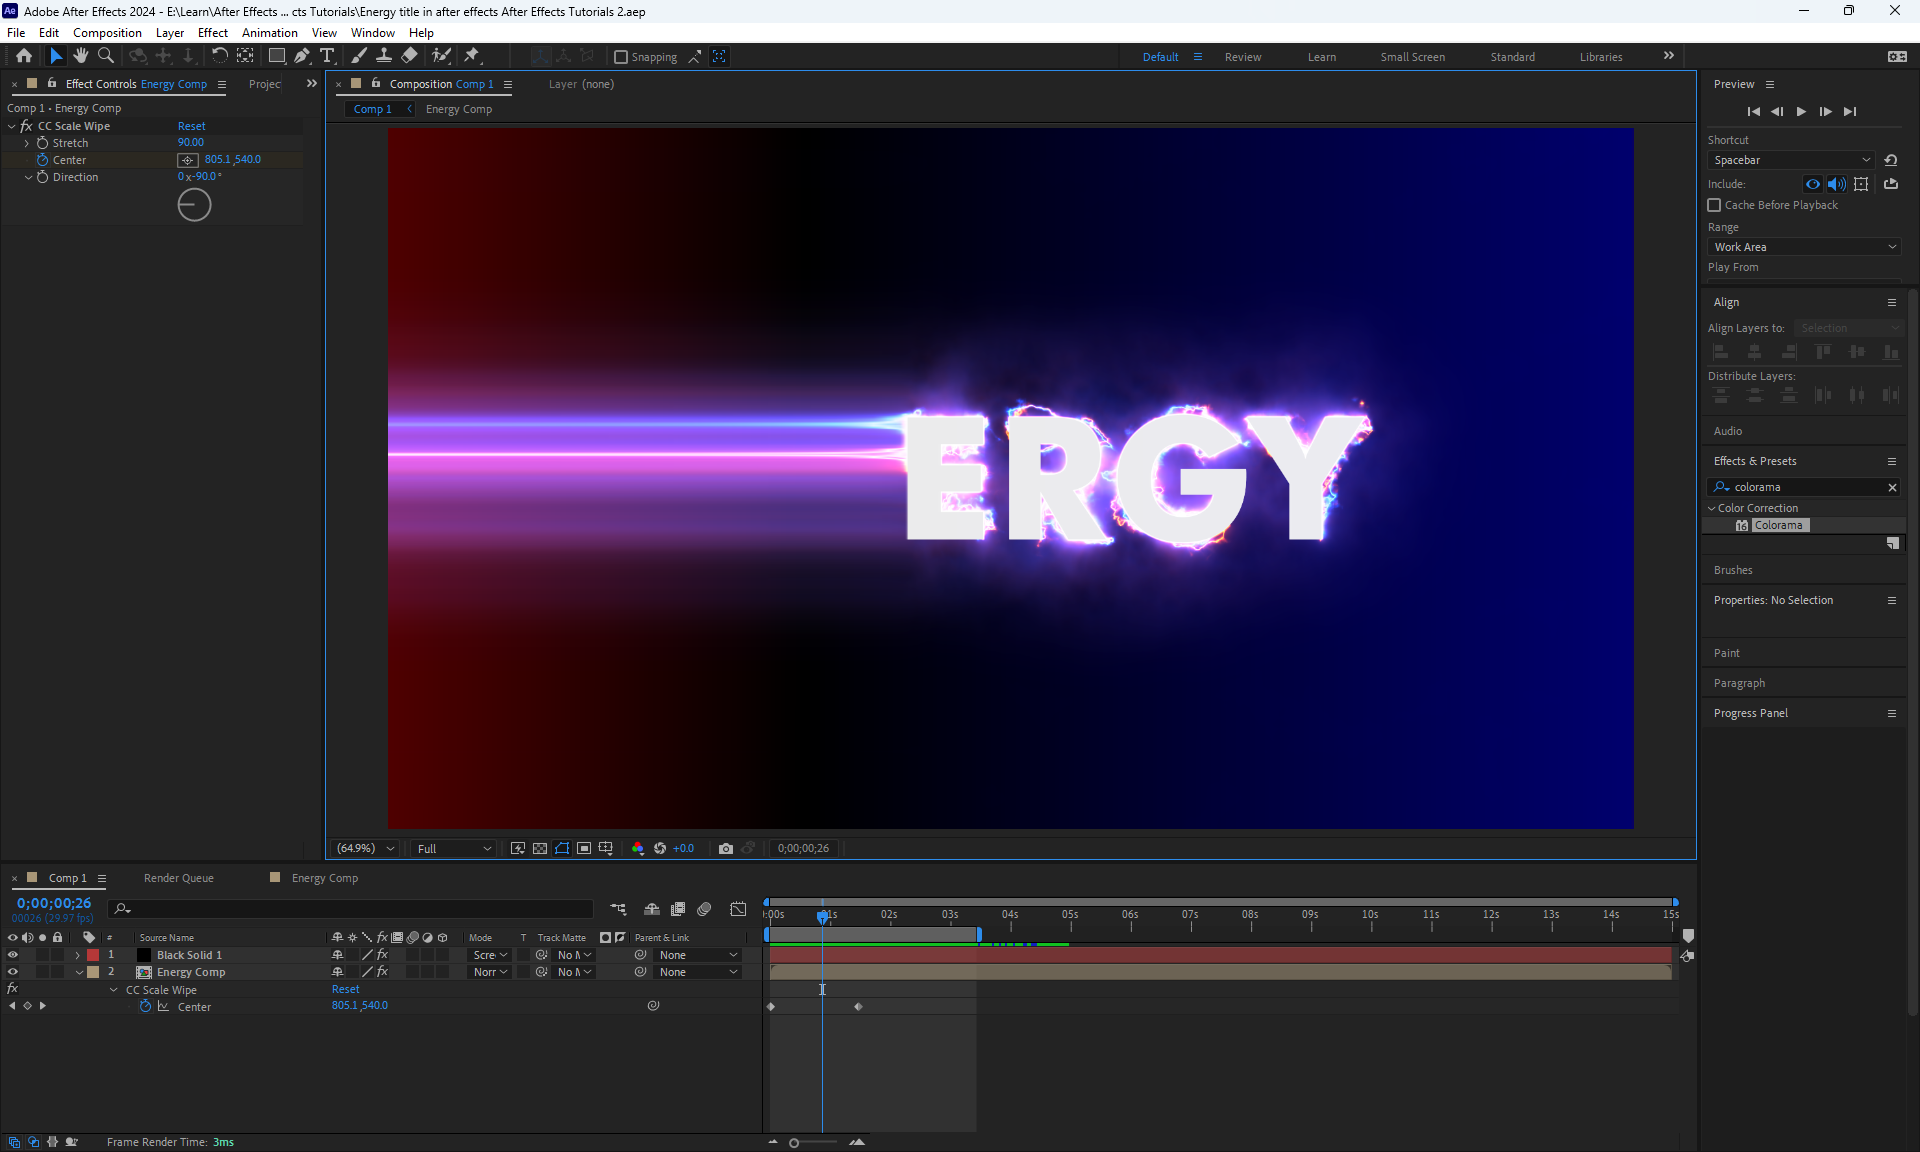 Adobe After Effects 2024 - E:\Learn\After Effects ... cts Tutorials\Energy title in after effects After Effects Tutorials 2.aep
File Edit Composition Layer Effect Animation View Window Help
Snapping Default Review Learn Small Screen Standard Libraries
Effect Controls Energy Comp Projec
Composition Comp 1 Layer (none)
Comp 1 Energy Comp
Comp 1 • Energy Comp
fx CC Scale Wipe Reset
Stretch 90.00
Center 805.1,540.0
Direction 0x-90.0°
ERGY
(64.9%) Full +0.0 0;00;00;26
Preview
Shortcut
Spacebar
Include:
Cache Before Playback
Range
Work Area
Play From
Align
Align Layers to: Selection
Distribute Layers:
Audio
Effects & Presets
colorama
Color Correction
16 Colorama
Brushes
Properties: No Selection
Paint
Paragraph
Progress Panel
Comp 1 Render Queue Energy Comp
0;00;00;26
00026 (29.97 fps)
:00s 01s 02s 03s 04s 05s 06s 07s 08s 09s 10s 11s 12s 13s 14s 15s
# Source Name fx Mode T Track Matte Parent & Link
1 Black Solid 1 fx Scre No M None
2 Energy Comp fx Norr No M None
fx CC Scale Wipe Reset
Center 805.1,540.0
Frame Render Time: 3ms